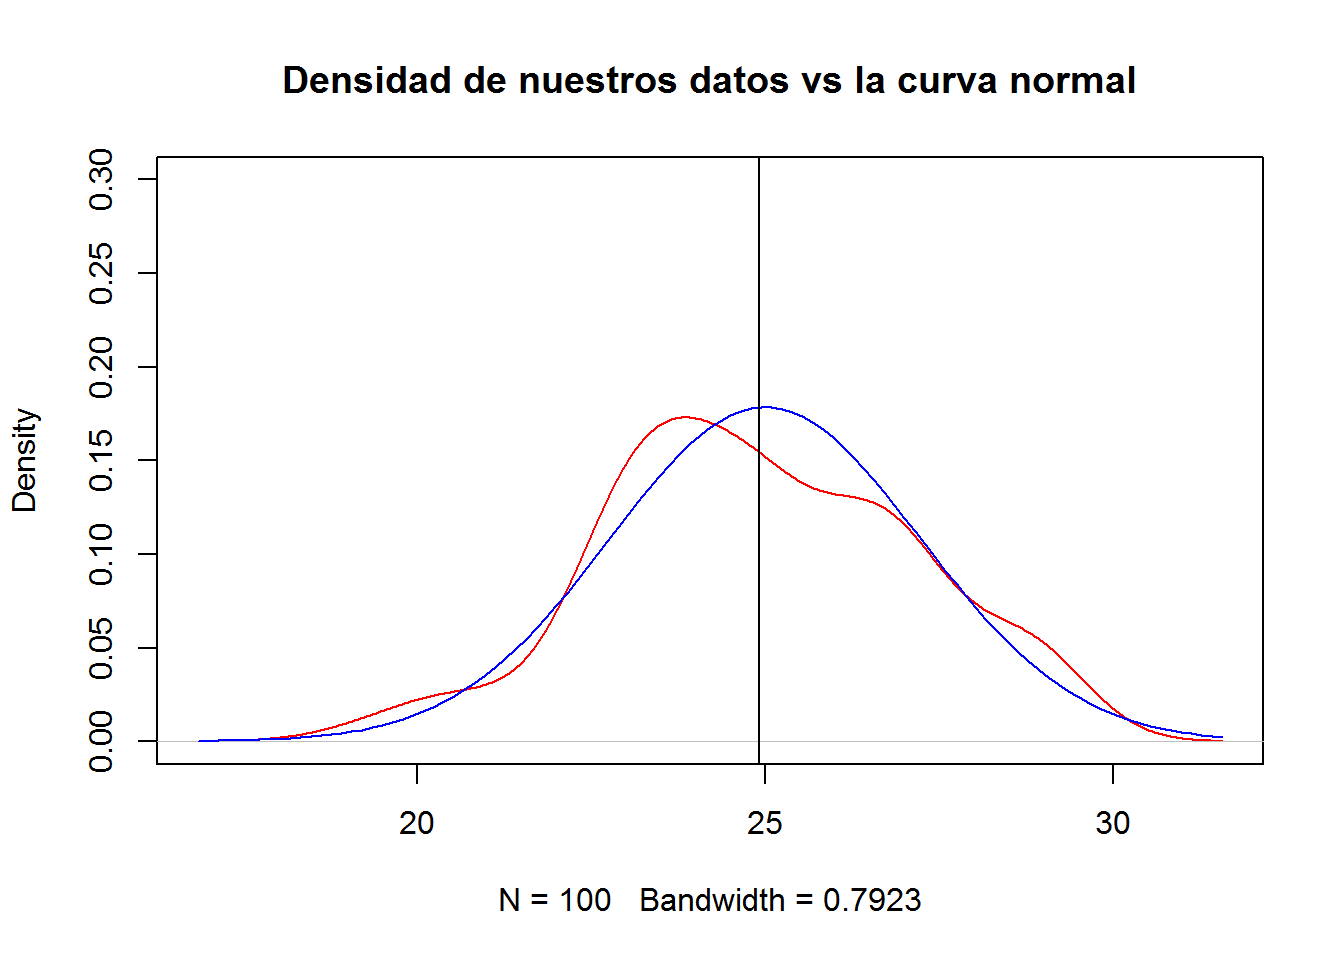 Densidad de nuestros datos vs la curva normal
Density
0.30
0.25
0.20
0.15
0.10
0.05
0.00
20 25 30
N = 100 Bandwidth = 0.7923